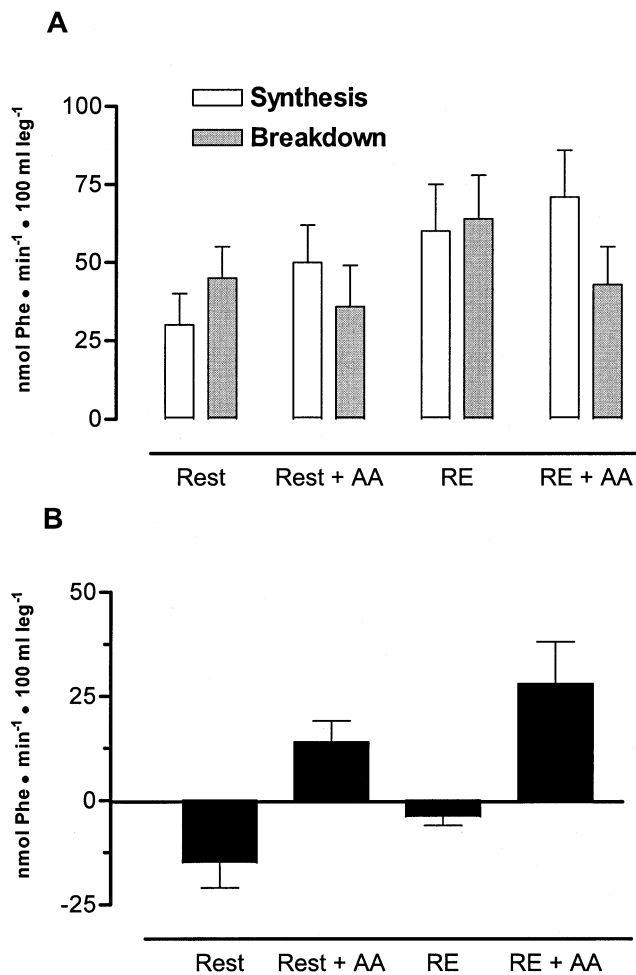 A
100
75
50
25
0
nmol Phe • min⁻¹ • 100 ml leg⁻¹
Synthesis
Breakdown
Rest Rest + AA RE RE + AA
B
50
25
0
-25
nmol Phe • min⁻¹ • 100 ml leg⁻¹
Rest Rest + AA RE RE + AA